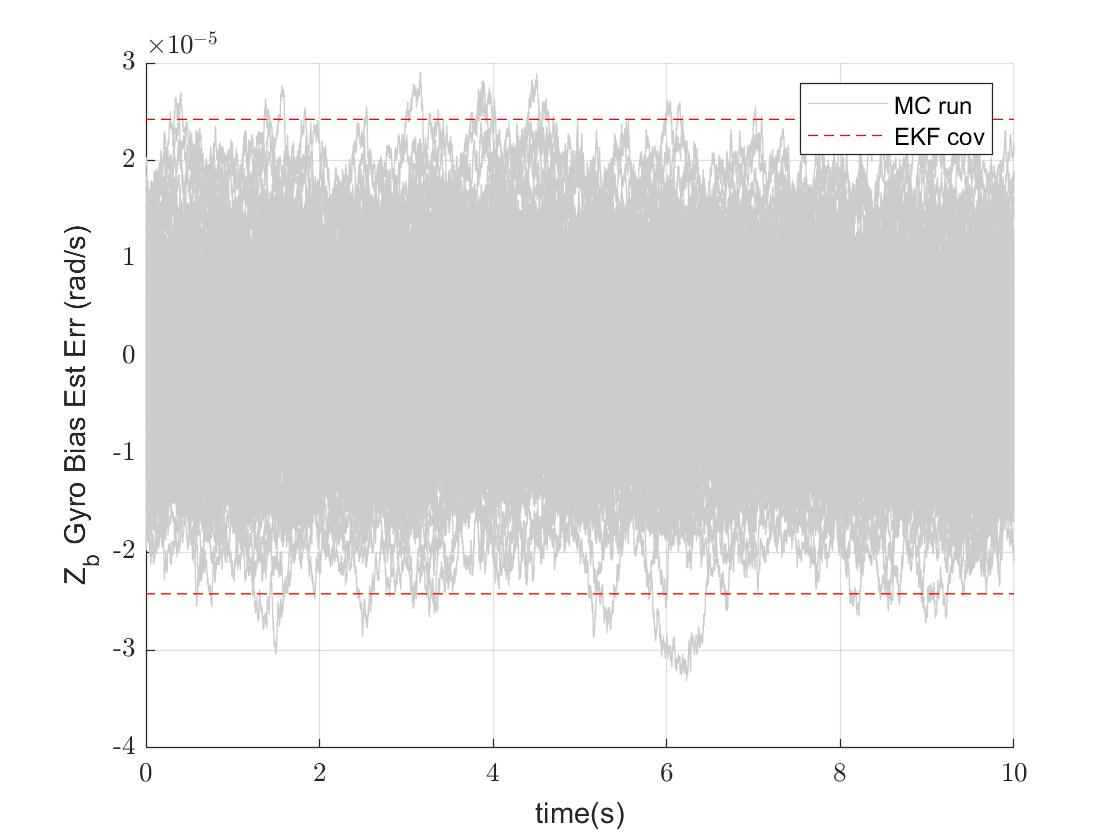 ×10⁻⁵
3
2
1
0
-1
-2
-3
-4
Z_b Gyro Bias Est Err (rad/s)
MC run
EKF cov
0 2 4 6 8 10
time(s)